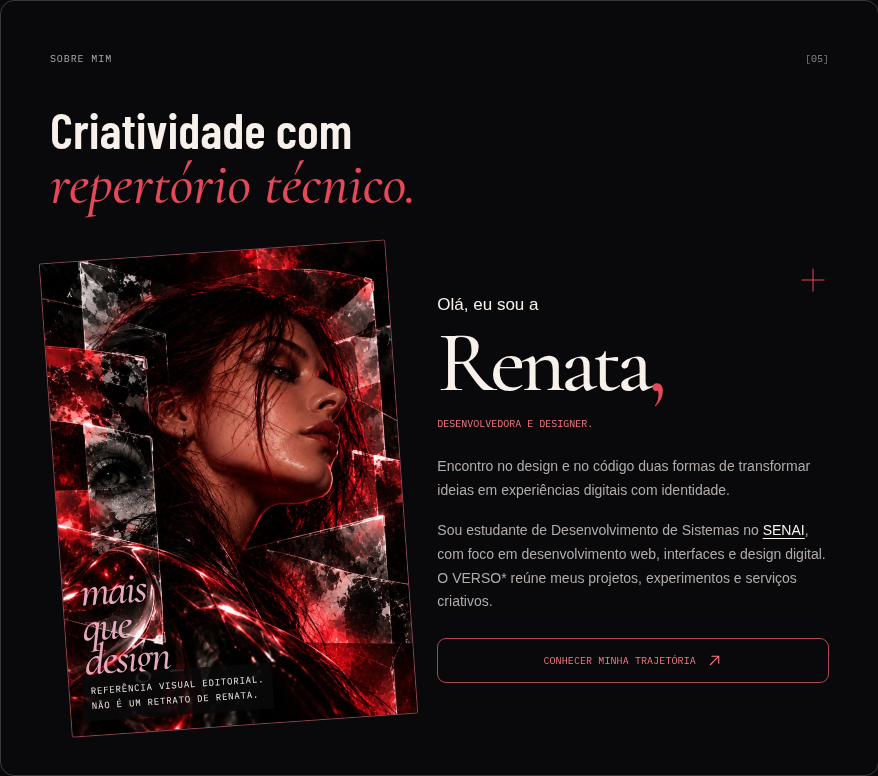 SOBRE MIM
[05]
Criatividade com
repertório técnico.
Olá, eu sou a
Renata,
DESENVOLVEDORA E DESIGNER.
Encontro no design e no código duas formas de transformar
ideias em experiências digitais com identidade.
Sou estudante de Desenvolvimento de Sistemas no SENAI,
com foco em desenvolvimento web, interfaces e design digital.
O VERSO* reúne meus projetos, experimentos e serviços
criativos.
CONHECER MINHA TRAJETÓRIA
mais
que
design
REFERÊNCIA VISUAL EDITORIAL.
NÃO É UM RETRATO DE RENATA.